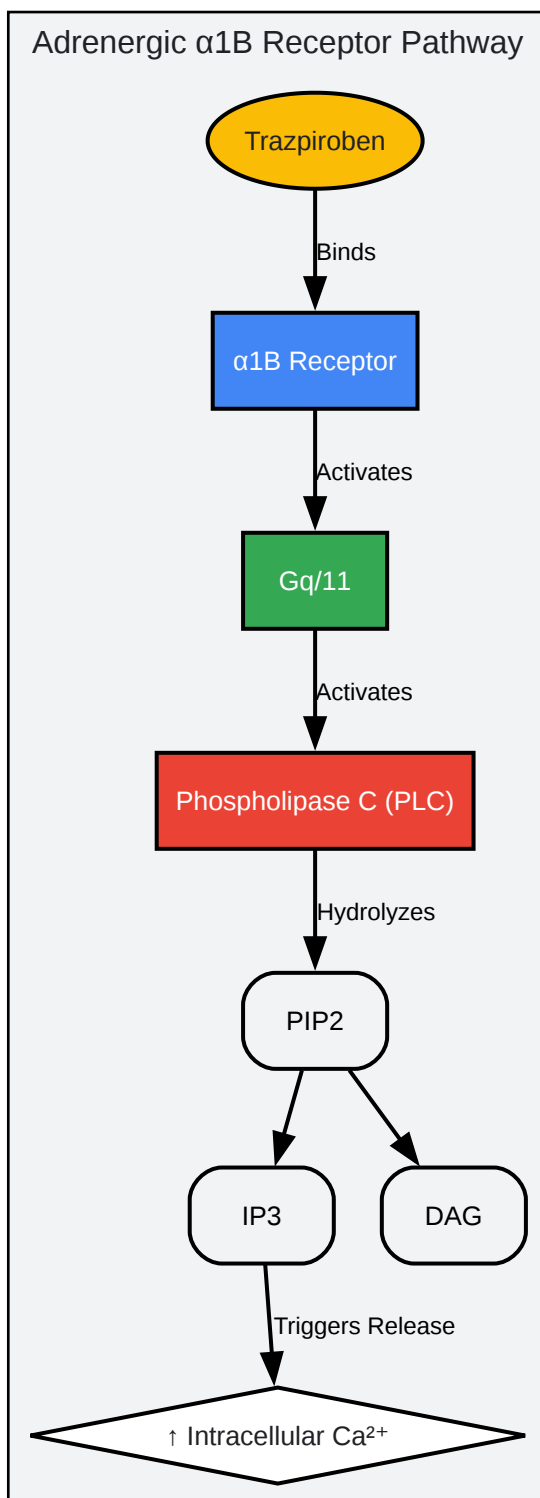 Adrenergic α1B Receptor Pathway
Trazpiroben
Binds
α1B Receptor
Activates
Gq/11
Activates
Phospholipase C (PLC)
Hydrolyzes
PIP2
IP3
DAG
Triggers Release
↑ Intracellular Ca²⁺